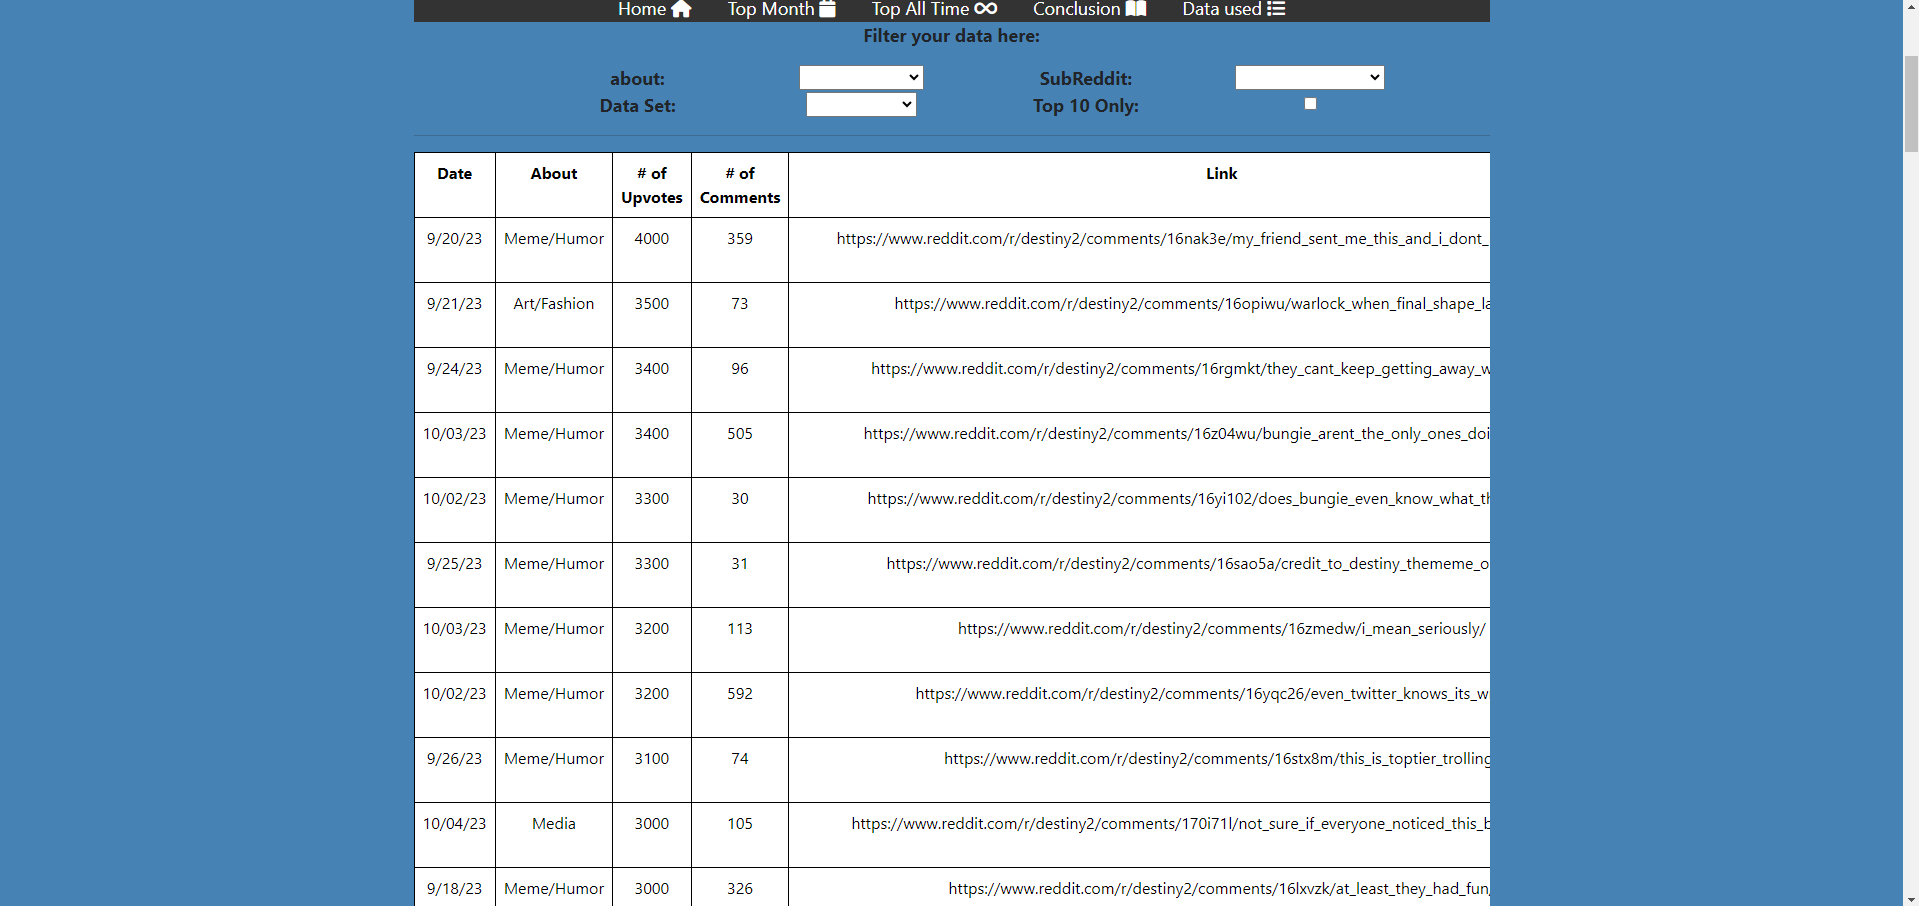 Home Top Month Top All Time Conclusion Data used
Filter your data here:
about: SubReddit:
Data Set: Top 10 Only:
Date About # of Upvotes # of Comments Link
9/20/23 Meme/Humor 4000 359 https://www.reddit.com/r/destiny2/comments/16nak3e/my_friend_sent_me_this_and_i_dont_
9/21/23 Art/Fashion 3500 73 https://www.reddit.com/r/destiny2/comments/16opiwu/warlock_when_final_shape_la
9/24/23 Meme/Humor 3400 96 https://www.reddit.com/r/destiny2/comments/16rgmkt/they_cant_keep_getting_away_w
10/03/23 Meme/Humor 3400 505 https://www.reddit.com/r/destiny2/comments/16z04wu/bungie_arent_the_only_ones_doi
10/02/23 Meme/Humor 3300 30 https://www.reddit.com/r/destiny2/comments/16yi102/does_bungie_even_know_what_th
9/25/23 Meme/Humor 3300 31 https://www.reddit.com/r/destiny2/comments/16sao5a/credit_to_destiny_thememe_o
10/03/23 Meme/Humor 3200 113 https://www.reddit.com/r/destiny2/comments/16zmedw/i_mean_seriously/
10/02/23 Meme/Humor 3200 592 https://www.reddit.com/r/destiny2/comments/16yqc26/even_twitter_knows_its_w
9/26/23 Meme/Humor 3100 74 https://www.reddit.com/r/destiny2/comments/16stx8m/this_is_toptier_trolling
10/04/23 Media 3000 105 https://www.reddit.com/r/destiny2/comments/170i71l/not_sure_if_everyone_noticed_this_b
9/18/23 Meme/Humor 3000 326 https://www.reddit.com/r/destiny2/comments/16lxvzk/at_least_they_had_fun